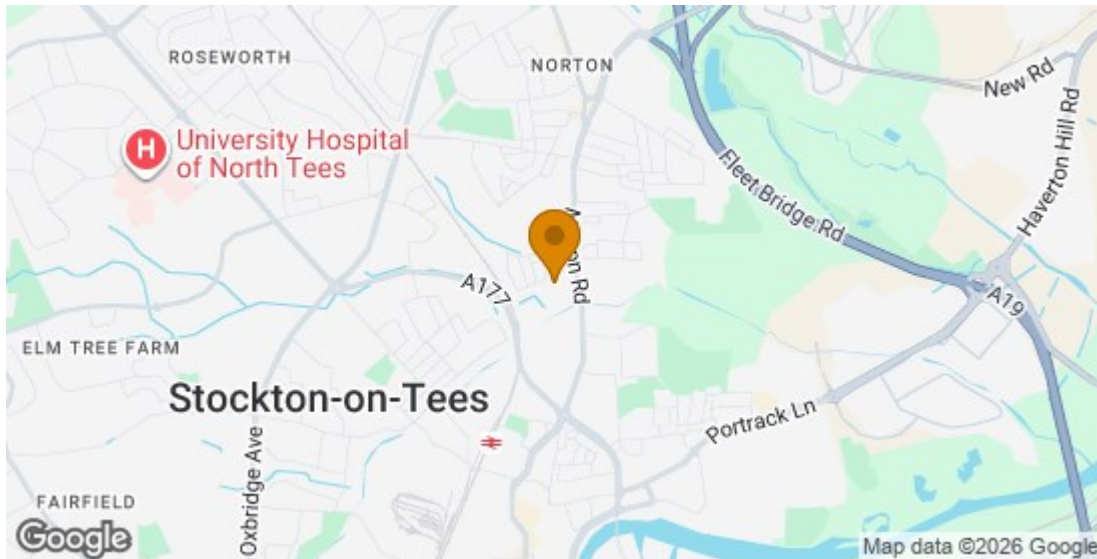 ROSEWORTH
NORTON
New Rd
H
University Hospital
of North Tees
Fleet Bridge Rd
Haverton Hill Rd
A177
A19
ELM TREE FARM
Stockton-on-Tees
Portrack Ln
Oxbridge Ave
FAIRFIELD
Google
Map data ©2026 Google